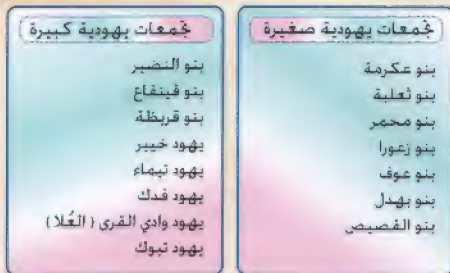 تجمعات يهودية صغيرة
بنو عكرمة
بنو ثعلبة
بنو محمر
بنو زعورا
بنو عوف
بنو بهدل
بنو القصيص
تجمعات يهودية كبيرة
بنو النضير
بنو قينقاع
بنو قريظة
يهود خيبر
يهود تيماء
يهود فدك
يهود وادي القرى ( العُلا )
يهود تبوك